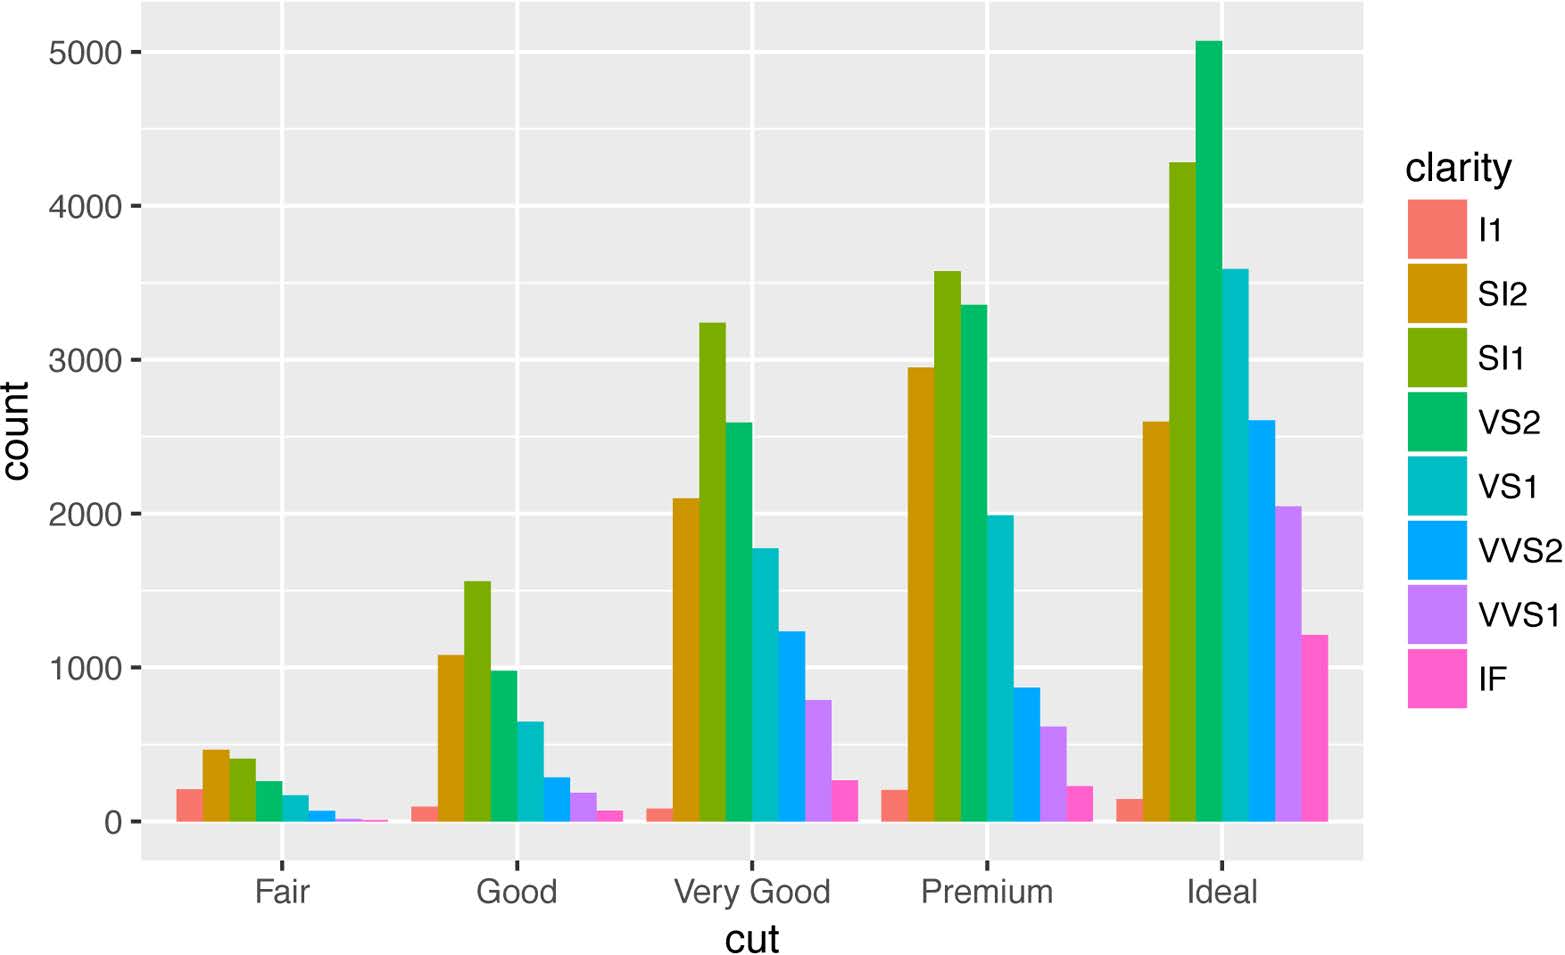 5000
4000
3000
2000
1000
0
count
Fair Good Very Good Premium Ideal
cut
clarity
I1
SI2
SI1
VS2
VS1
VVS2
VVS1
IF